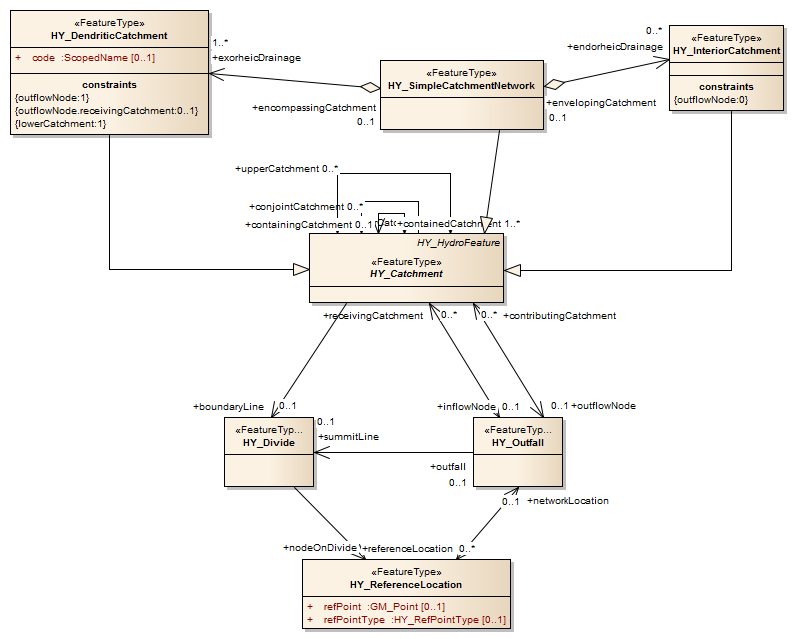 «FeatureType»
HY_DendriticCatchment
+ code :ScopedName [0..1]
constraints
{outflowNode:1}
{outflowNode.receivingCatchment:0..1}
{lowerCatchment:1}
1..*
+exorheicDrainage
«FeatureType»
HY_SimpleCatchmentNetwork
+encompassingCatchment
0..1
0..*
+endorheicDrainage
+envelopingCatchment
0..1
«FeatureType»
HY_InteriorCatchment
constraints
{outflowNode:0}
+upperCatchment 0..*
+conjointCatchment 0..*
+containingCatchment 0..1
+containedCatchment 1..*
HY_HydroFeature
«FeatureType»
HY_Catchment
+receivingCatchment 0..*
0..* +contributingCatchment
+boundaryLine 0..1
+inflowNode 0..1
0..1 +outflowNode
«FeatureTyp...
HY_Divide
0..1
+summitLine
«FeatureTyp...
HY_Outfall
+outfall
0..1
0..1 +networkLocation
+nodeOnDivide
+referenceLocation 0..*
«FeatureType»
HY_ReferenceLocation
+ refPoint :GM_Point [0..1]
+ refPointType :HY_RefPointType [0..1]